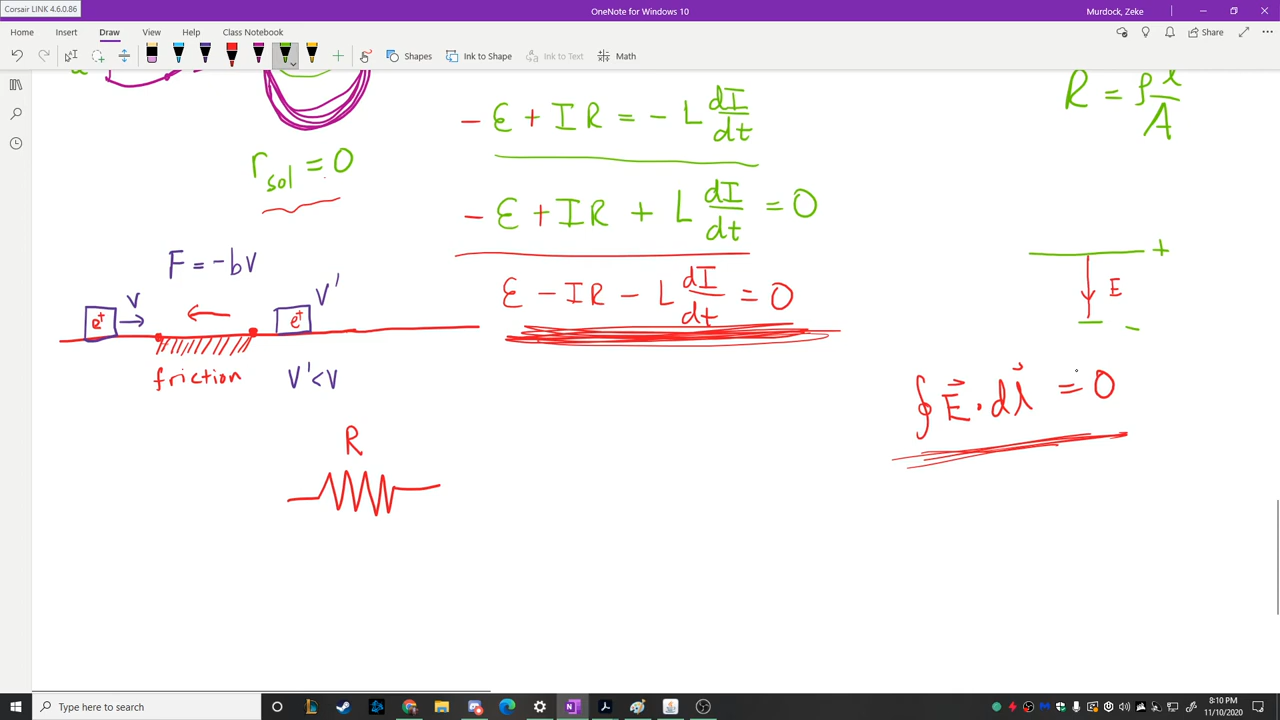 Corsair LINK 4.6.0.86
OneNote for Windows 10
Murdock, Zeke
Home Insert Draw View Help Class Notebook
Share
Shapes Ink to Shape Ink to Text Math
- ε + IR = - L dI/dt
R = ρ l/A
r_sol = 0
- ε + IR + L dI/dt = 0
+
F = -bV
ε - IR - L dI/dt = 0
E
V
V'
e+
e+
-
friction
V' < V
∮ E⃗ · dl⃗ = 0
R
Type here to search
8:10 PM
11/10/2020